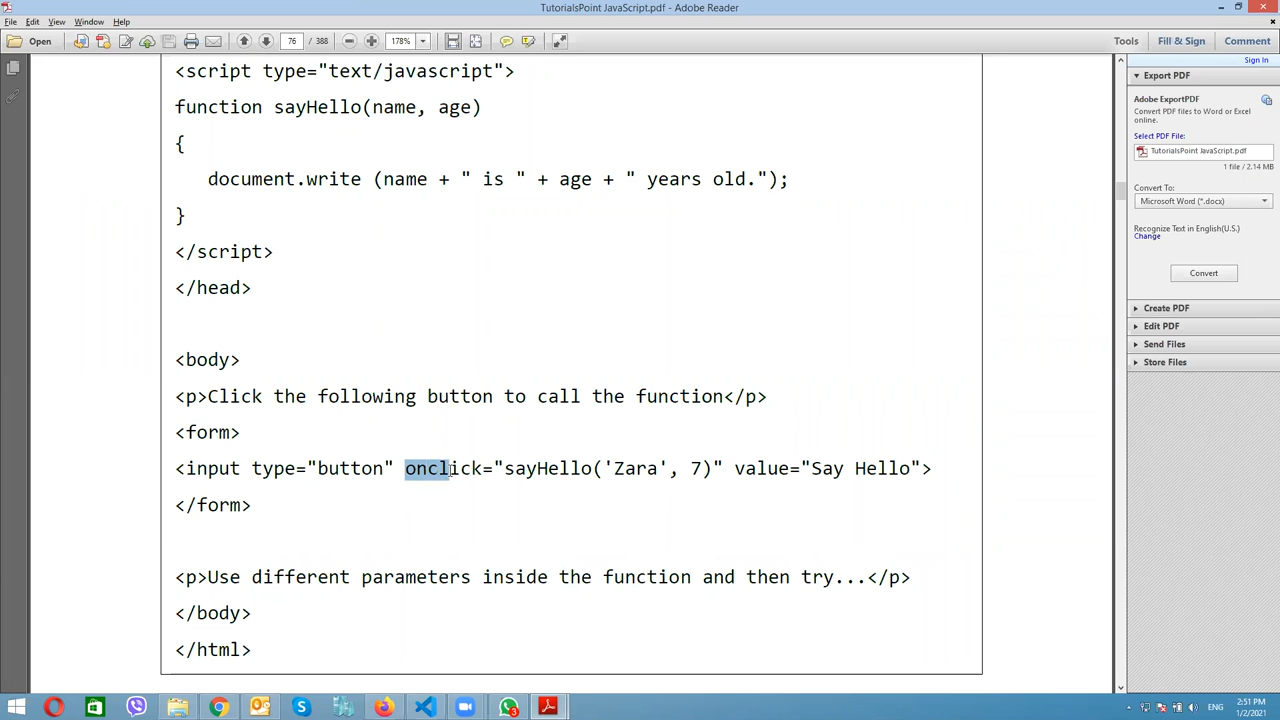 TutorialsPoint JavaScript.pdf - Adobe Reader
File Edit View Window Help
Open 76 / 388 178% Tools Fill & Sign Comment
Sign In
<script type="text/javascript">
function sayHello(name, age)
{
document.write (name + " is " + age + " years old.");
}
</script>
</head>
<body>
<p>Click the following button to call the function</p>
<form>
<input type="button" onclick="sayHello('Zara', 7)" value="Say Hello">
</form>
<p>Use different parameters inside the function and then try...</p>
</body>
</html>
Export PDF
Adobe ExportPDF
Convert PDF files to Word or Excel
online.
Select PDF File:
TutorialsPoint JavaScript.pdf
1 file / 2.14 MB
Convert To:
Microsoft Word (*.docx)
Recognize Text in English(U.S.)
Change
Convert
Create PDF
Edit PDF
Send Files
Store Files
3
ENG
2:51 PM
1/2/2021